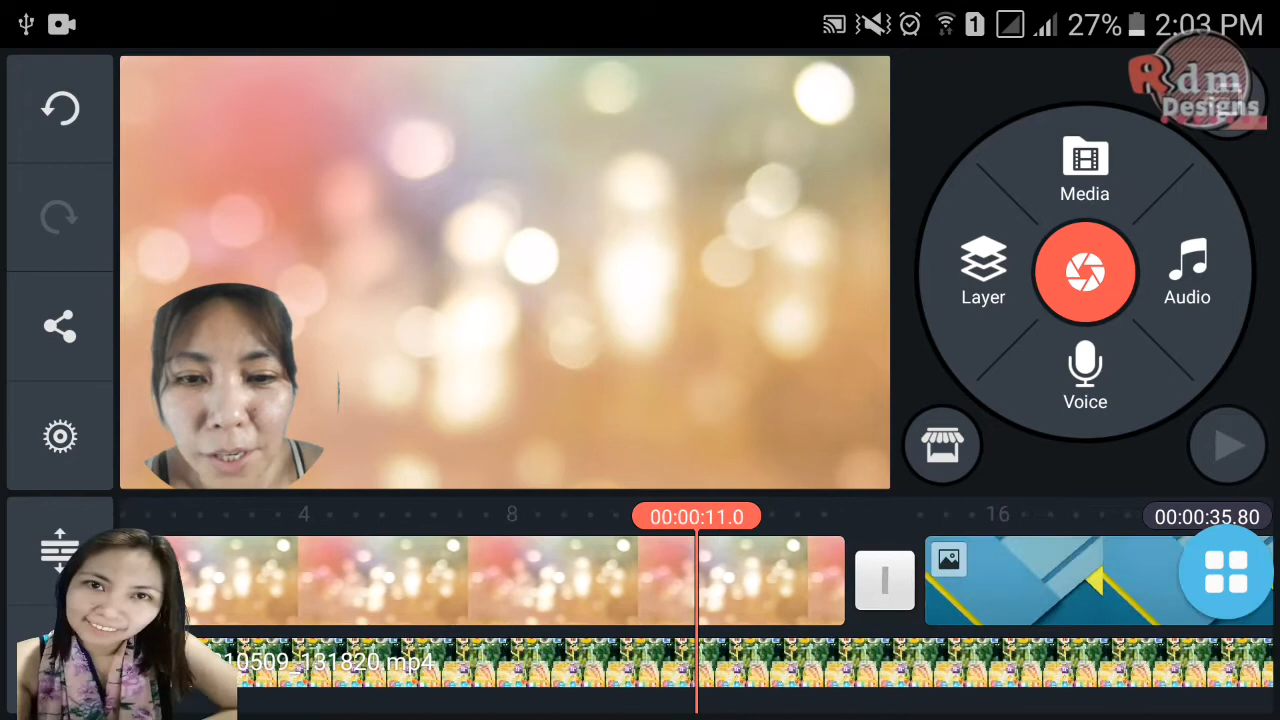 1 27% 2:03 PM
Rdm
Designs
Media
Layer
Audio
Voice
4 8 00:00:11.0 16 00:00:35.80
10509_131820.mp4